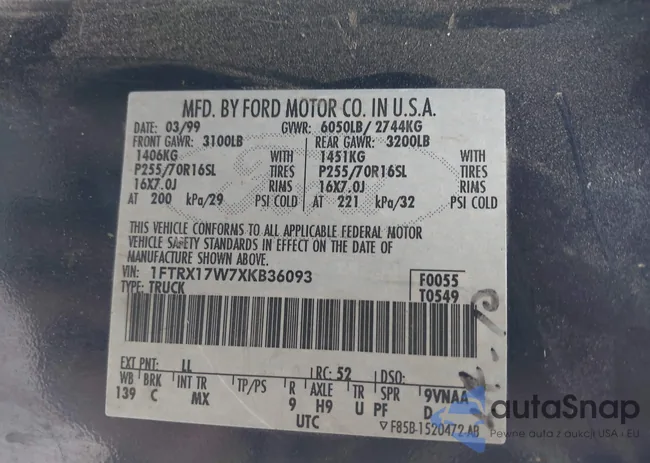 MFD. BY FORD MOTOR CO. IN U.S.A.
DATE: 03/99 GVWR: 6050LB/ 2744KG
FRONT GAWR: 3100LB REAR GAWR: 3200LB
1406KG WITH 1451KG WITH
P255/70R16SL TIRES P255/70R16SL TIRES
16X7.0J RIMS 16X7.0J RIMS
AT 200 kPa/29 PSI COLD AT 221 kPa/32 PSI COLD
THIS VEHICLE CONFORMS TO ALL APPLICABLE FEDERAL MOTOR
VEHICLE SAFETY STANDARDS IN EFFECT ON THE DATE OF
MANUFACTURE SHOWN ABOVE.
VIN: 1FTRX17W7XKB36093 F0055
TYPE: TRUCK T0549
EXT PNT: LL RC: 52 DSO:
WB BRK INT TR TP/PS R AXLE TR SPR 9VNAA
139 C MX 9 H9 U PF D
UTC F85B-1520472-AB
autaSnap
Pewne auta z aukcji USA i EU